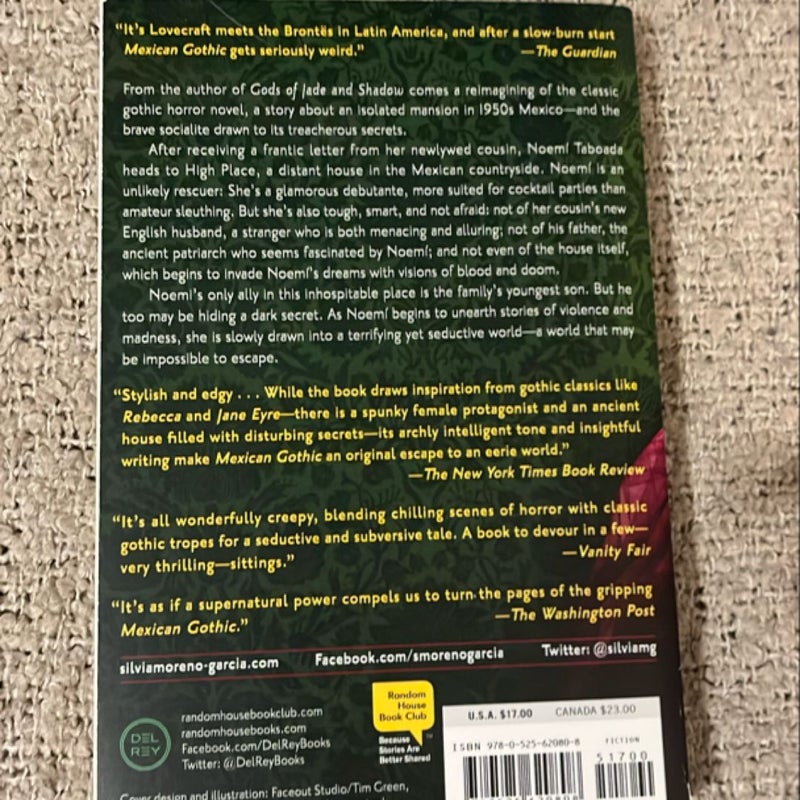 “It’s Lovecraft meets the Brontës in Latin America, and after a slow-burn start
Mexican Gothic gets seriously weird.” —The Guardian
From the author of Gods of Jade and Shadow comes a reimagining of the classic
gothic horror novel, a story about an isolated mansion in 1950s Mexico—and the
brave socialite drawn to its treacherous secrets.
After receiving a frantic letter from her newlywed cousin, Noemí Taboada
heads to High Place, a distant house in the Mexican countryside. Noemí is an
unlikely rescuer: She’s a glamorous debutante, more suited for cocktail parties than
amateur sleuthing. But she’s also tough, smart, and not afraid: not of her cousin’s new
English husband, a stranger who is both menacing and alluring; not of his father, the
ancient patriarch who seems fascinated by Noemí; and not even of the house itself,
which begins to invade Noemí’s dreams with visions of blood and doom.
Noemí’s only ally in this inhospitable place is the family’s youngest son. But he
too may be hiding a dark secret. As Noemí begins to unearth stories of violence and
madness, she is slowly drawn into a terrifying yet seductive world—a world that may
be impossible to escape.
“Stylish and edgy . . . While the book draws inspiration from gothic classics like
Rebecca and Jane Eyre—there is a spunky female protagonist and an ancient
house filled with disturbing secrets—its archly intelligent tone and insightful
writing make Mexican Gothic an original escape to an eerie world.”
—The New York Times Book Review
“It’s all wonderfully creepy, blending chilling scenes of horror with classic
gothic tropes for a seductive and subversive tale. A book to devour in a few—
very thrilling—sittings.” —Vanity Fair
“It’s as if a supernatural power compels us to turn the pages of the gripping
Mexican Gothic.” —The Washington Post
silviamoreno-garcia.com Facebook.com/smorenogarcia Twitter: @silviamg
DEL
REY
randomhousebookclub.com
randomhousebooks.com
Facebook.com/DelReyBooks
Twitter: @DelReyBooks
Random
House
Book Club
Because
Stories Are
Better Shared
U.S.A. $17.00 CANADA $23.00
ISBN 978-0-525-62080-8 FICTION
51700
Cover design and illustration: Faceout Studio/Tim Green,